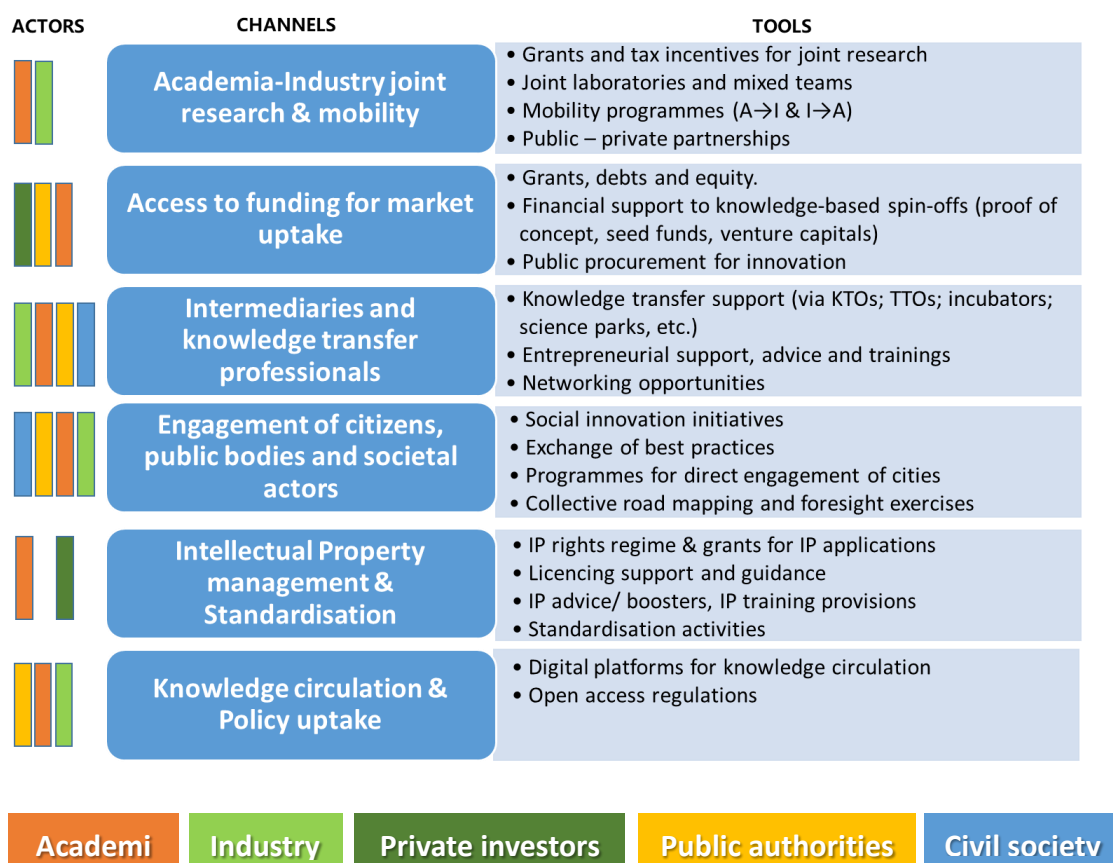 ACTORS
CHANNELS
TOOLS
Academia-Industry joint
research & mobility
• Grants and tax incentives for joint research
• Joint laboratories and mixed teams
• Mobility programmes (A→I & I→A)
• Public – private partnerships
Access to funding for market
uptake
• Grants, debts and equity.
• Financial support to knowledge-based spin-offs (proof of
concept, seed funds, venture capitals)
• Public procurement for innovation
Intermediaries and
knowledge transfer
professionals
• Knowledge transfer support (via KTOs; TTOs; incubators;
science parks, etc.)
• Entrepreneurial support, advice and trainings
• Networking opportunities
Engagement of citizens,
public bodies and societal
actors
• Social innovation initiatives
• Exchange of best practices
• Programmes for direct engagement of cities
• Collective road mapping and foresight exercises
Intellectual Property
management &
Standardisation
• IP rights regime & grants for IP applications
• Licencing support and guidance
• IP advice/ boosters, IP training provisions
• Standardisation activities
Knowledge circulation &
Policy uptake
• Digital platforms for knowledge circulation
• Open access regulations
Academi
Industry
Private investors
Public authorities
Civil society